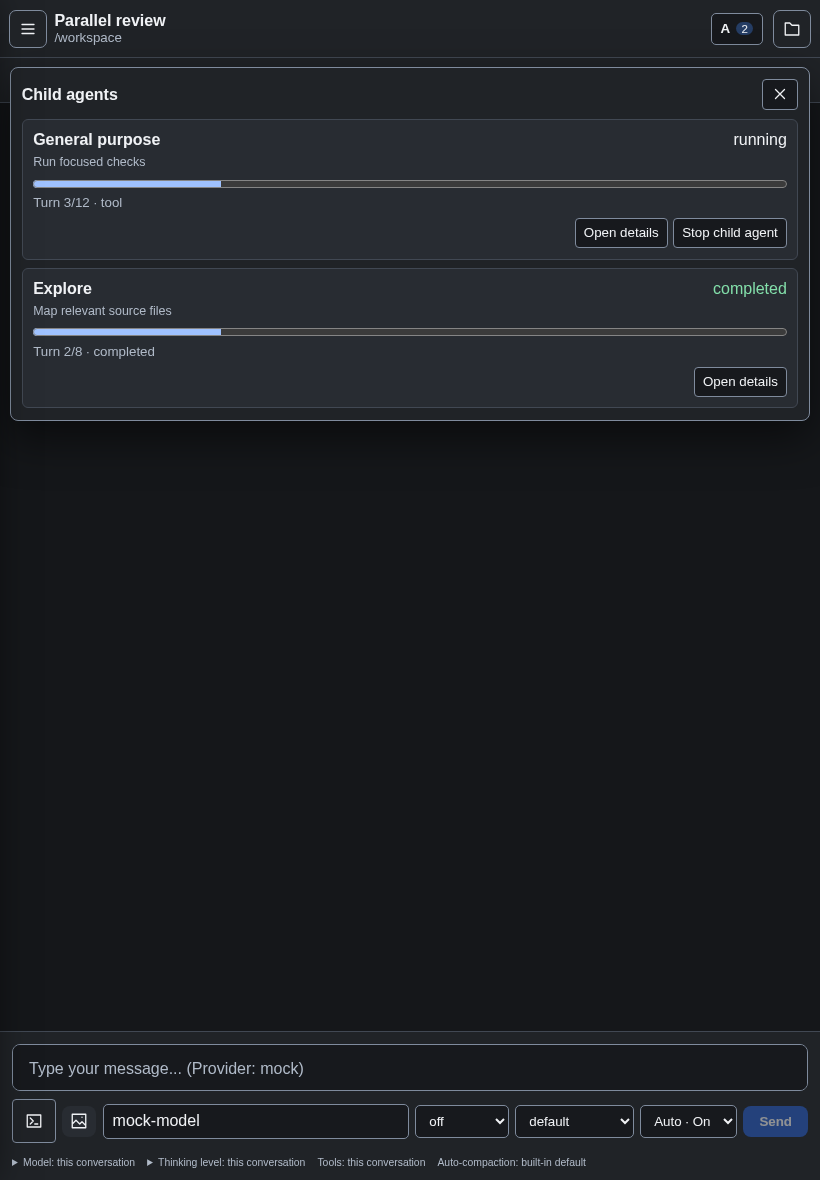 Parallel review
/workspace
A 2
Child agents
General purpose
running
Run focused checks
Turn 3/12 · tool
Open details
Stop child agent
Explore
completed
Map relevant source files
Turn 2/8 · completed
Open details
Type your message... (Provider: mock)
mock-model
off
default
Auto · On
Send
Model: this conversation
Thinking level: this conversation
Tools: this conversation
Auto-compaction: built-in default